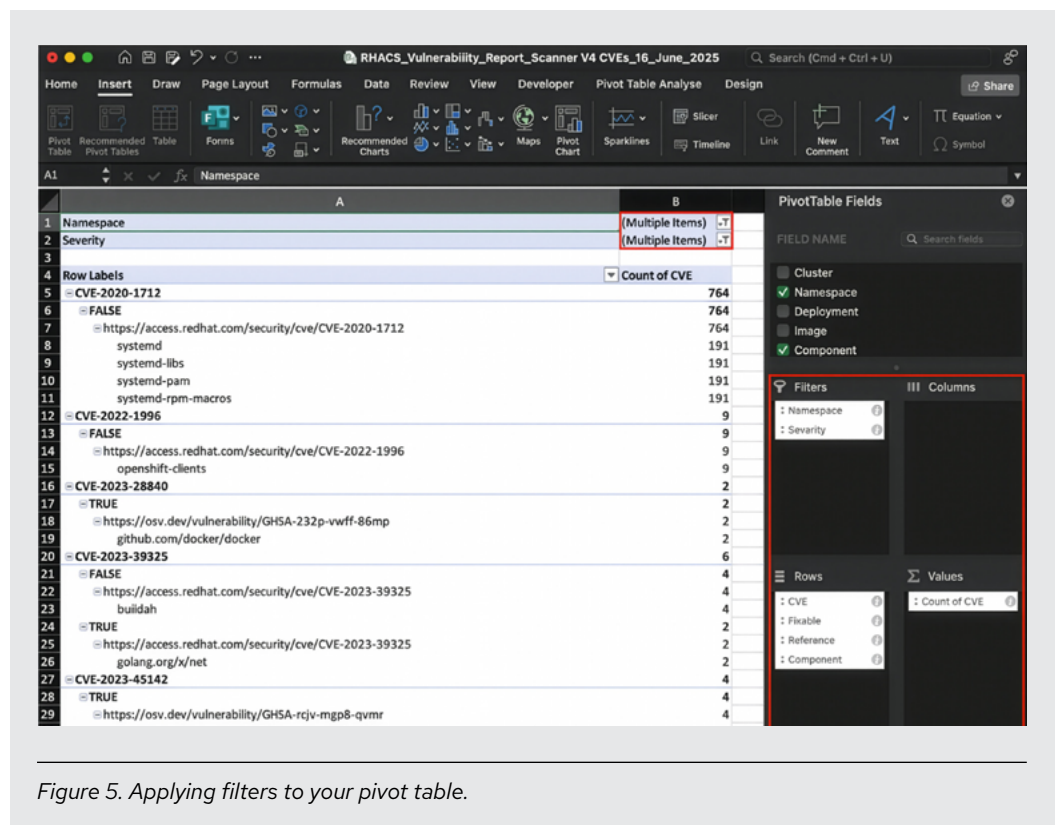 RHACS_Vulnerabiiity_Report_Scanner V4 CVEs_16_June_2025
Search (Cmd + Ctrl + U)
Home Insert Draw Page Layout Formulas Data Review View Developer Pivot Table Analyse Design
Share
Pivot Table
Recommended Pivot Tables
Table
Forms
Recommended Charts
Maps
Pivot Chart
Sparklines
Slicer
Timeline
Link
New Comment
Text
Equation
Symbol
A1 fx Namespace
A B
1 Namespace (Multiple Items)
2 Severity (Multiple Items)
3
4 Row Labels Count of CVE
5 CVE-2020-1712 764
6 FALSE 764
7 https://access.redhat.com/security/cve/CVE-2020-1712 764
8 systemd 191
9 systemd-libs 191
10 systemd-pam 191
11 systemd-rpm-macros 191
12 CVE-2022-1996 9
13 FALSE 9
14 https://access.redhat.com/security/cve/CVE-2022-1996 9
15 openshift-clients 9
16 CVE-2023-28840 2
17 TRUE 2
18 https://osv.dev/vulnerability/GHSA-232p-vwff-86mp 2
19 github.com/docker/docker 2
20 CVE-2023-39325 6
21 FALSE 4
22 https://access.redhat.com/security/cve/CVE-2023-39325 4
23 buiidah 4
24 TRUE 2
25 https://access.redhat.com/security/cve/CVE-2023-39325 2
26 golang.org/x/net 2
27 CVE-2023-45142 4
28 TRUE 4
29 https://osv.dev/vulnerability/GHSA-rcjv-mgp8-qvmr 4
PivotTable Fields
FIELD NAME Search fields
Cluster
Namespace
Deployment
Image
Component
Filters
Namespace
Sevarity
Columns
Rows
CVE
Fixable
Reference
Component
Values
Count of CVE
Figure 5. Applying filters to your pivot table.